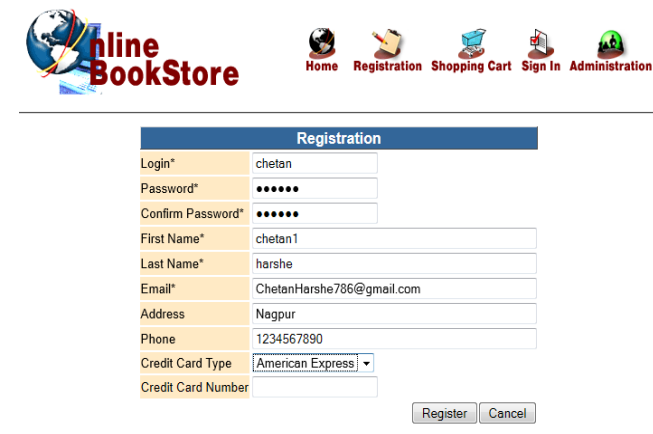 nline
BookStore
Home Registration Shopping Cart Sign In Administration
Registration
Login* chetan
Password* ••••••
Confirm Password* ••••••
First Name* chetan1
Last Name* harshe
Email* ChetanHarshe786@gmail.com
Address Nagpur
Phone 1234567890
Credit Card Type American Express
Credit Card Number
Register Cancel